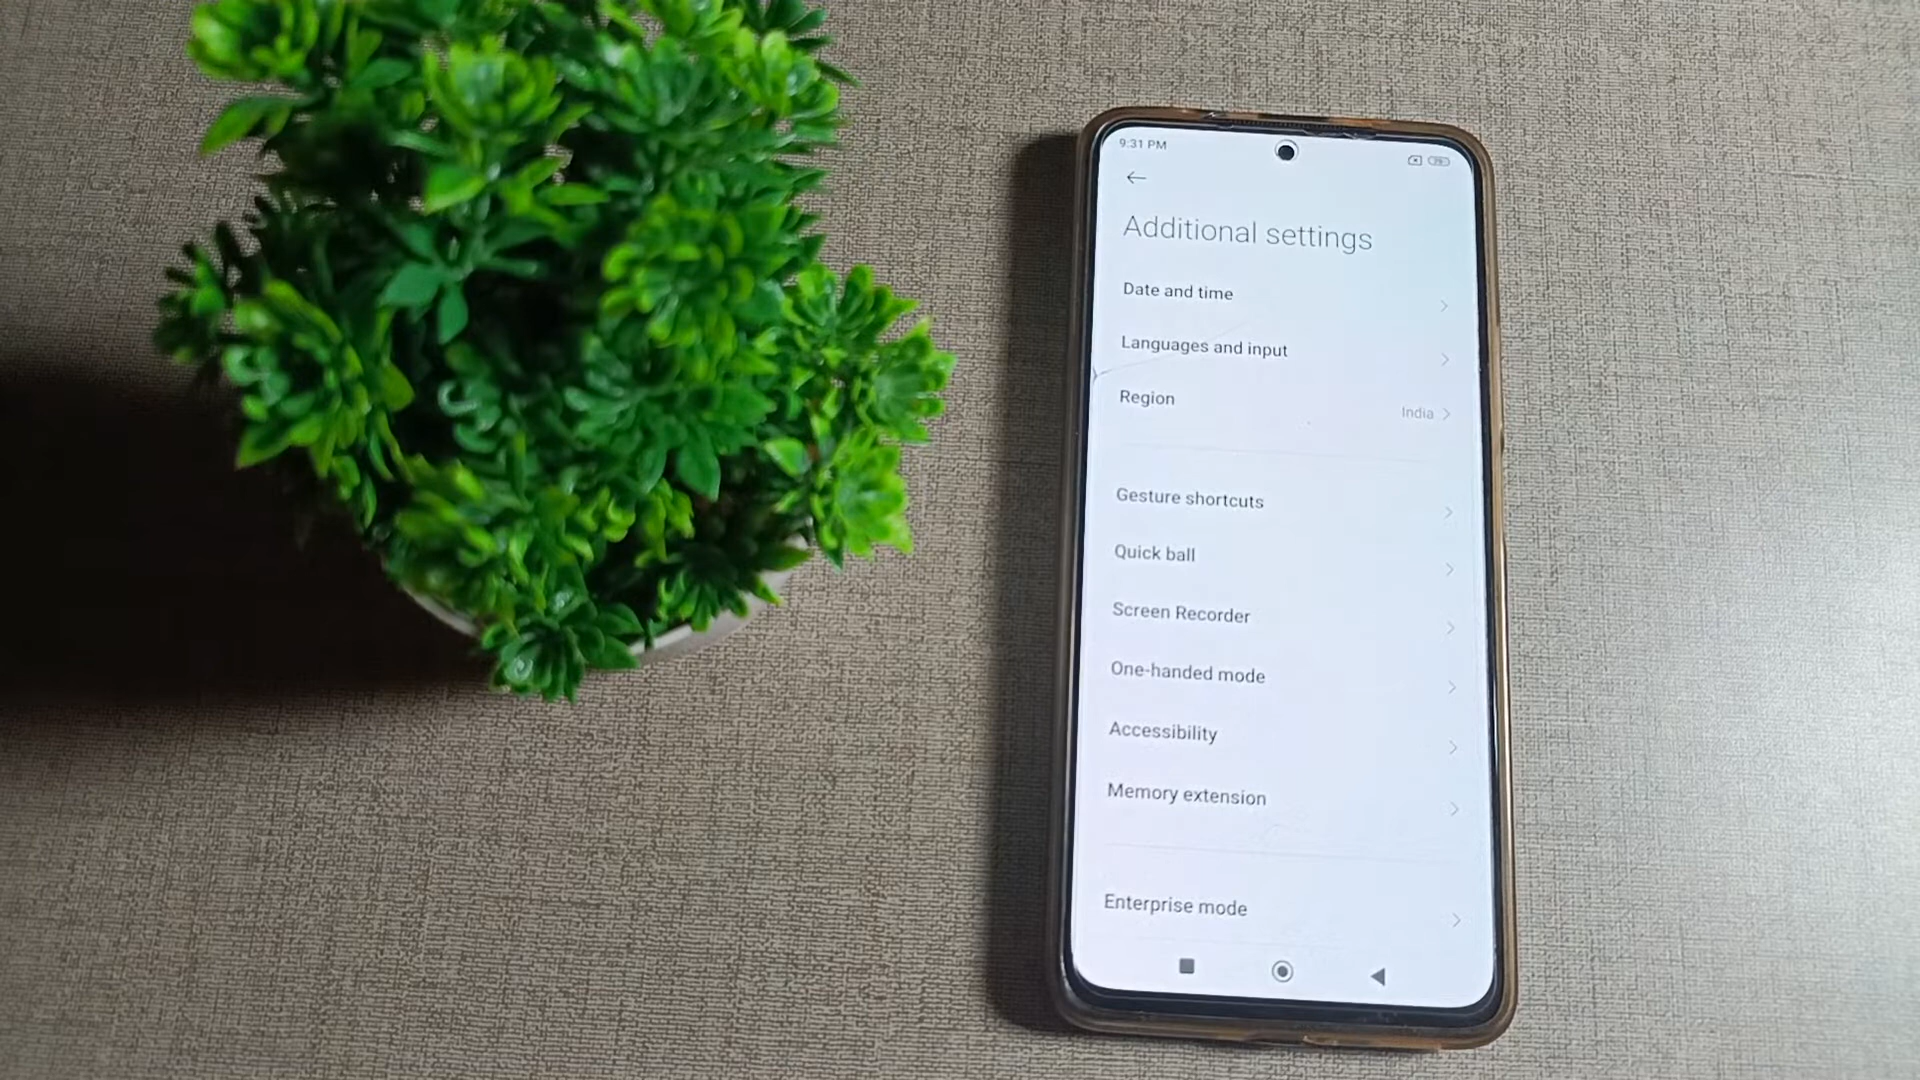 9:31 PM
Additional settings
Date and time
Languages and input
Region
India
Gesture shortcuts
Quick ball
Screen Recorder
One-handed mode
Accessibility
Memory extension
Enterprise mode